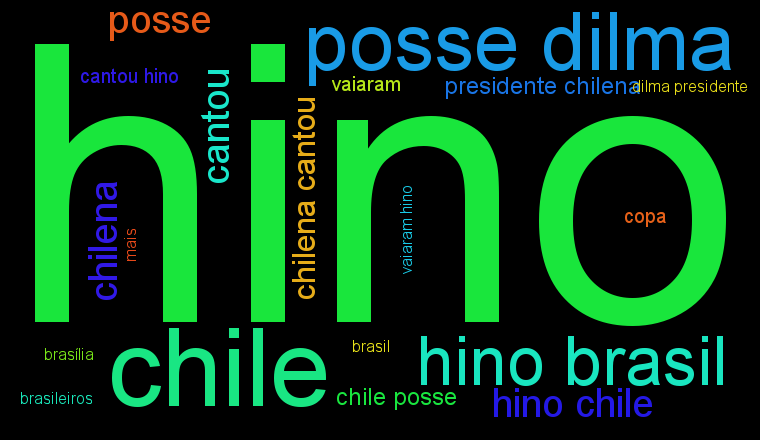 posse
posse dilma
cantou hino
cantou
vaiaram
presidente chilena
dilma presidente
hino
chilena
mais
chilena cantou
vaiaram hino
copa
chile
brasília
brasil
hino brasil
brasileiros
chile posse
hino chile